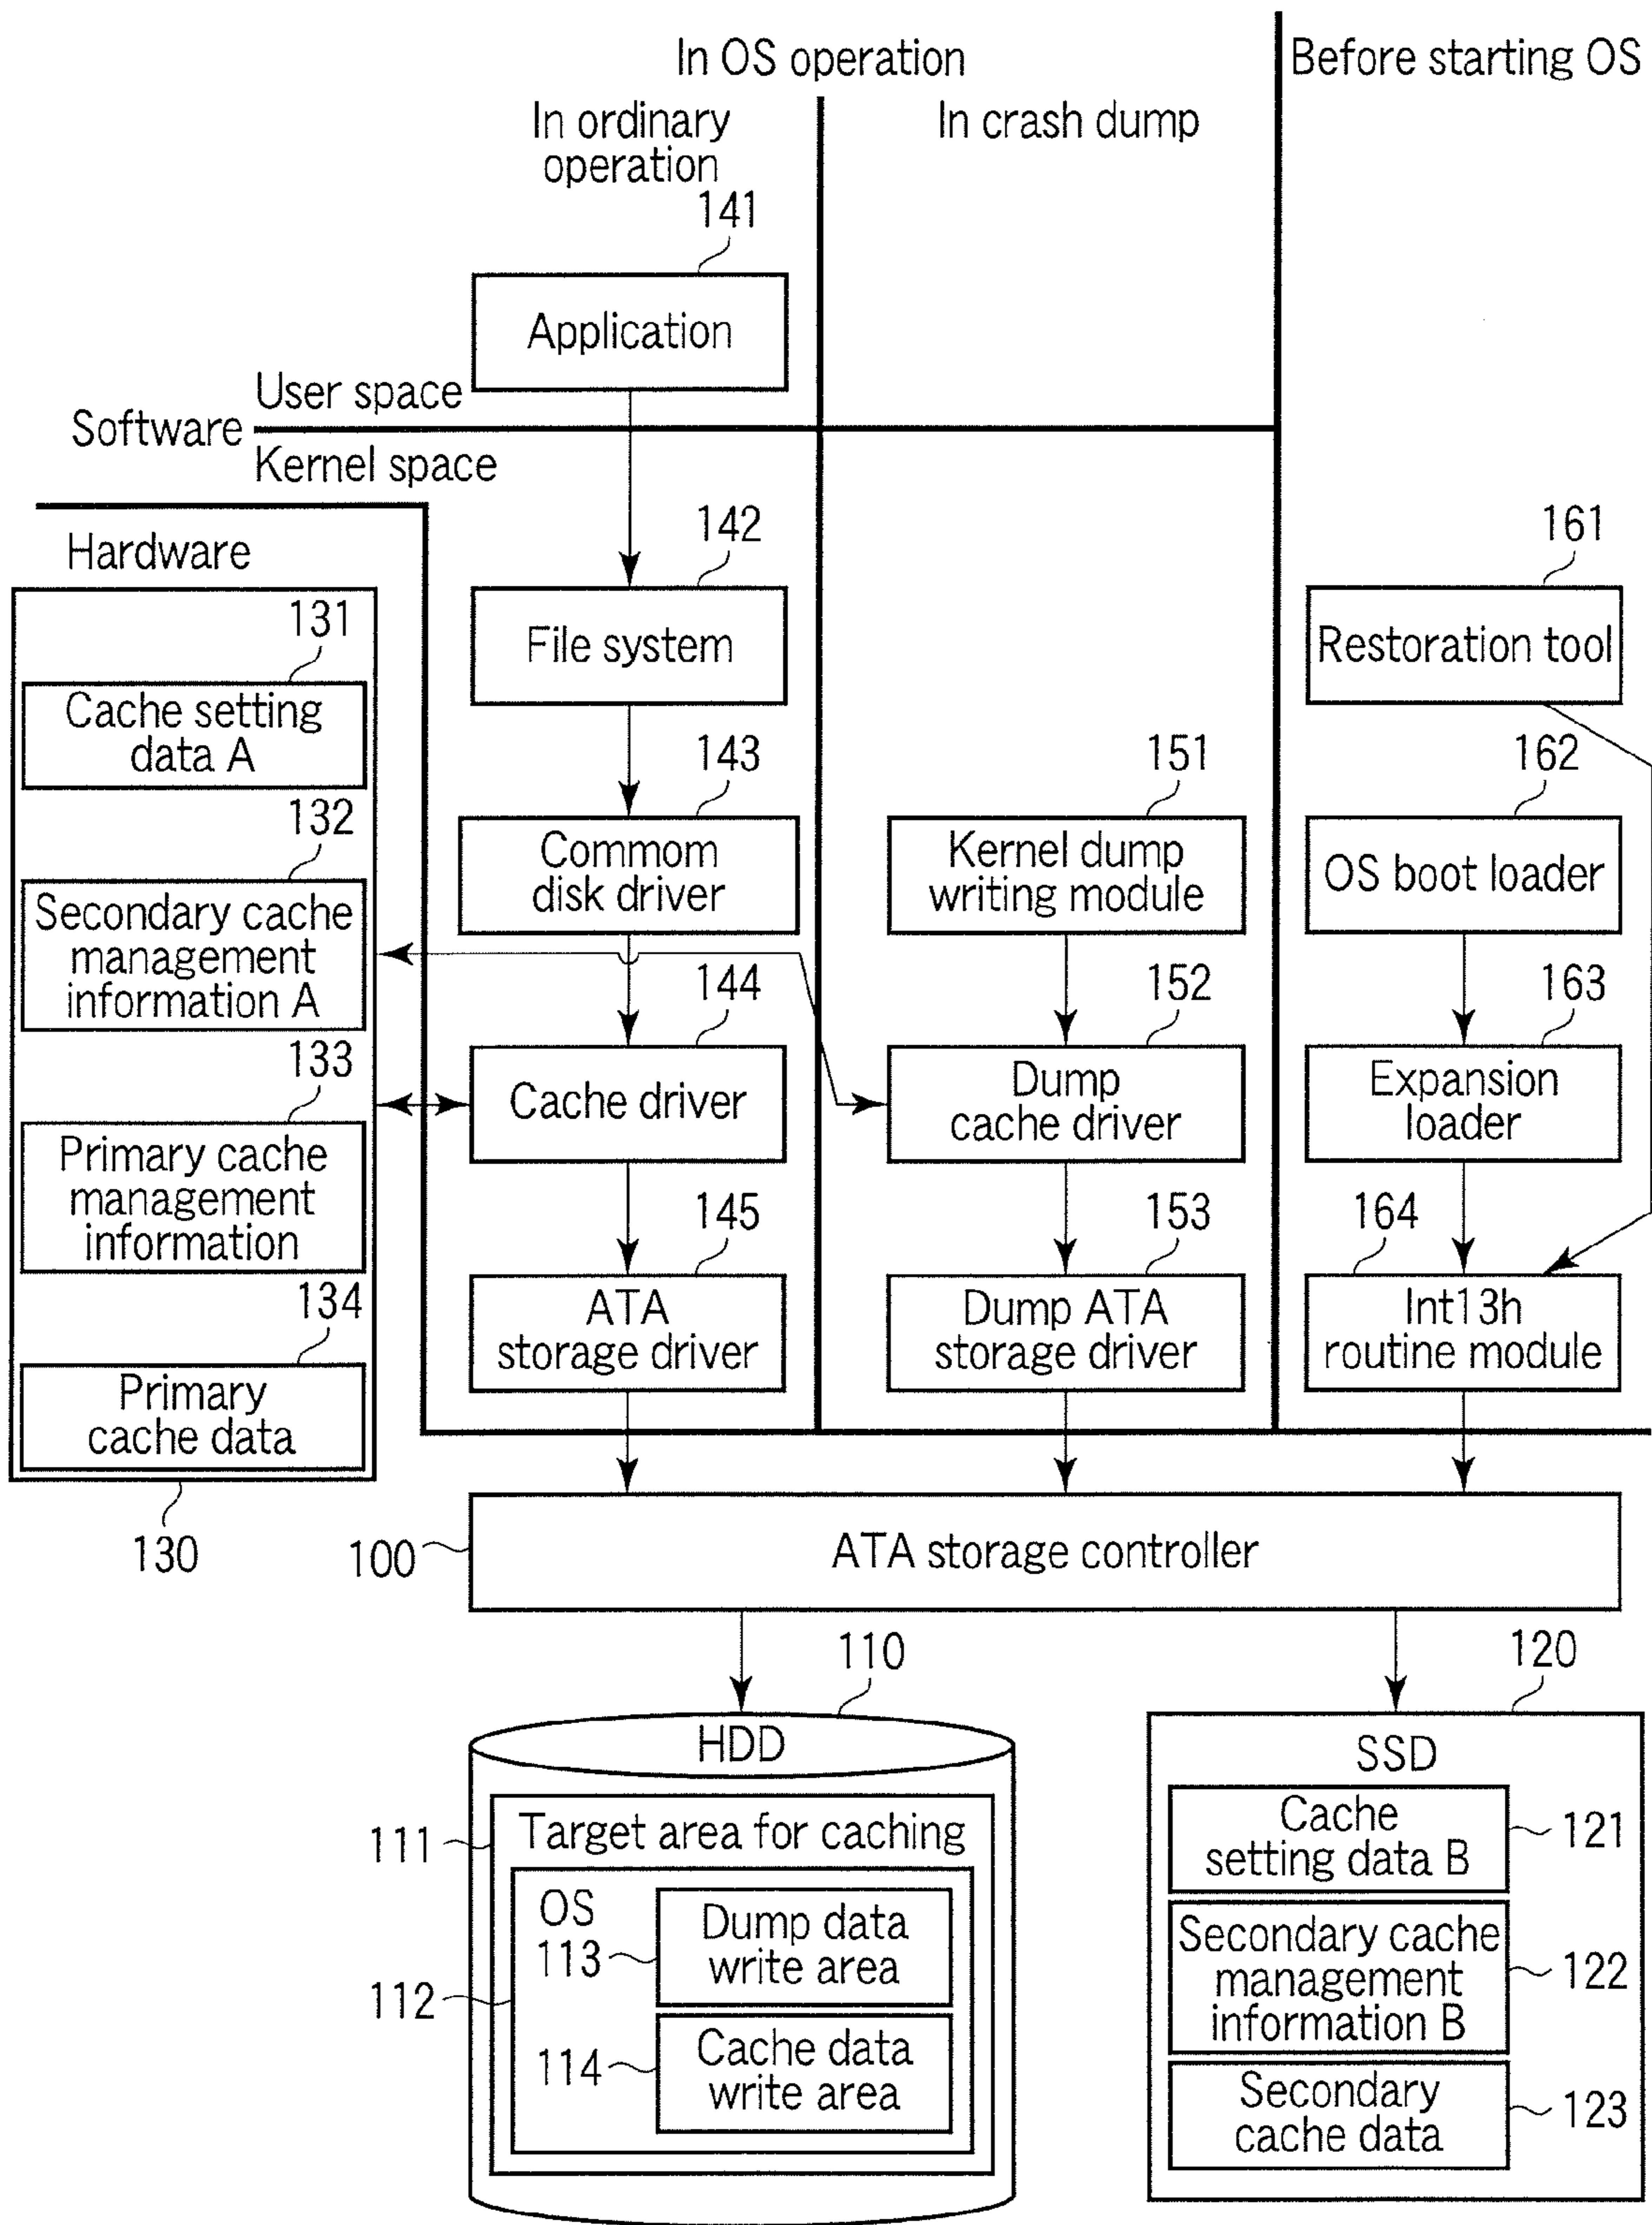 In OS operation
Before starting OS
In ordinary
operation
In crash dump
141
Application
User space
Software
Kernel space
Hardware
142
161
File system
Restoration tool
131
Cache setting
data A
143
151
162
132
Commom
disk driver
Kernel dump
writing module
OS boot loader
Secondary cache
management
information A
144
152
163
133
Cache driver
Dump
cache driver
Expansion
loader
Primary cache
management
information
145
153
164
134
ATA
storage driver
Dump ATA
storage driver
Int13h
routine module
Primary
cache data
130
100
ATA storage controller
110
120
HDD
SSD
111
Target area for caching
Cache
setting data B
121
OS
113
Dump data
write area
112
Secondary cache
management
information B
122
114
Cache data
write area
Secondary
cache data
123